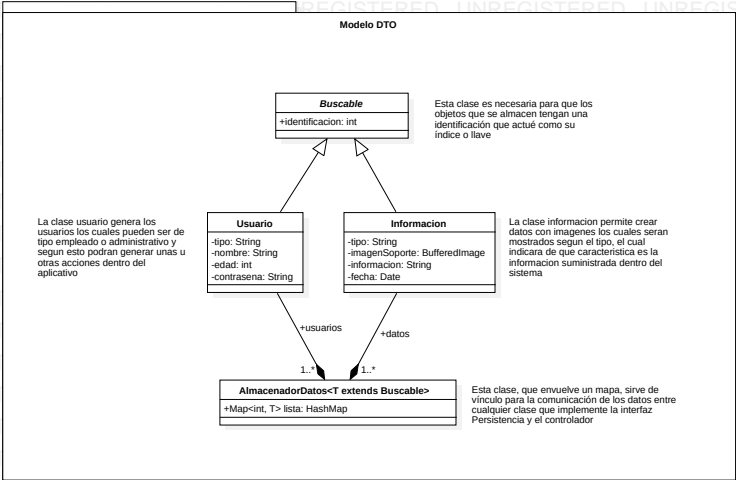 REGISTERED UNREGISTERED UNREGIS
Modelo DTO
Buscable
+identificacion: int
Esta clase es necesaria para que los
objetos que se almacen tengan una
identificación que actué como su
índice o llave
La clase usuario genera los
usuarios los cuales pueden ser de
tipo empleado o administrativo y
segun esto podran generar unas u
otras acciones dentro del
aplicativo
Usuario
-tipo: String
-nombre: String
-edad: int
-contrasena: String
Informacion
-tipo: String
-imagenSoporte: BufferedImage
-informacion: String
-fecha: Date
La clase informacion permite crear
datos con imagenes los cuales seran
mostrados segun el tipo, el cual
indicara de que caracteristica es la
informacion suministrada dentro del
sistema
+usuarios
+datos
1..*
1..*
AlmacenadorDatos<T extends Buscable>
+Map<int, T> lista: HashMap
Esta clase, que envuelve un mapa, sirve de
vínculo para la comunicación de los datos entre
cualquier clase que implemente la interfaz
Persistencia y el controlador